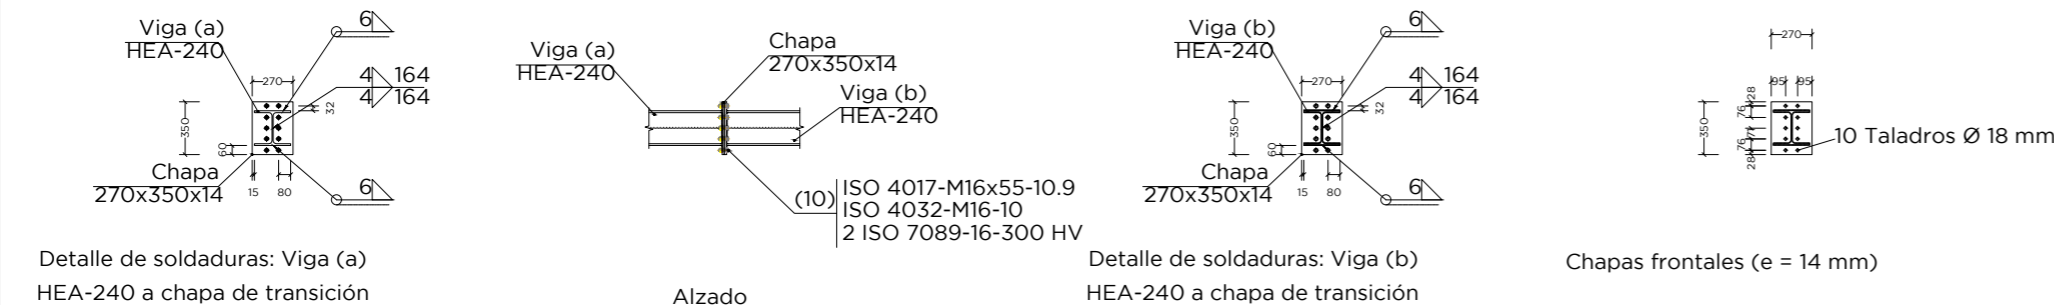 Viga (a)
HEA-240
6
4 164
4 164
270
350
32
60
15
80
Chapa
270x350x14
6
Detalle de soldaduras: Viga (a)
HEA-240 a chapa de transición
Viga (a)
HEA-240
Chapa
270x350x14
Viga (b)
HEA-240
(10)
ISO 4017-M16x55-10.9
ISO 4032-M16-10
2 ISO 7089-16-300 HV
Alzado
Viga (b)
HEA-240
6
4 164
4 164
270
350
32
60
15
80
Chapa
270x350x14
6
Detalle de soldaduras: Viga (b)
HEA-240 a chapa de transición
270
95
95
350
28
76
76
28
10 Taladros Ø 18 mm
Chapas frontales (e = 14 mm)